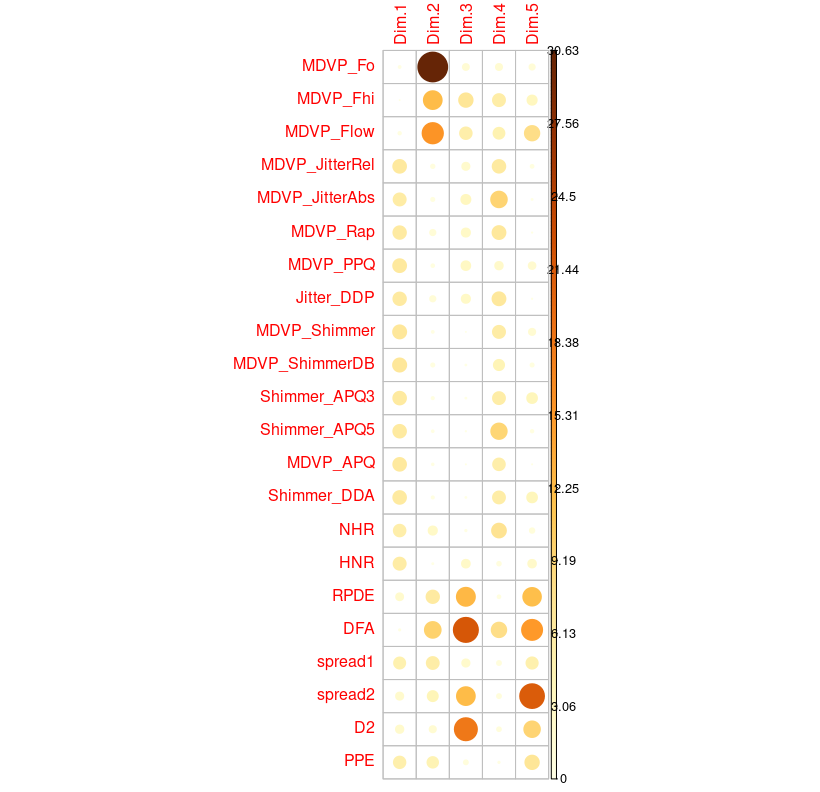 Dim.1 Dim.2 Dim.3 Dim.4 Dim.5
MDVP_Fo
MDVP_Fhi
MDVP_Flow
MDVP_JitterRel
MDVP_JitterAbs
MDVP_Rap
MDVP_PPQ
Jitter_DDP
MDVP_Shimmer
MDVP_ShimmerDB
Shimmer_APQ3
Shimmer_APQ5
MDVP_APQ
Shimmer_DDA
NHR
HNR
RPDE
DFA
spread1
spread2
D2
PPE
30.63
27.56
24.5
21.44
18.38
15.31
12.25
9.19
6.13
3.06
0